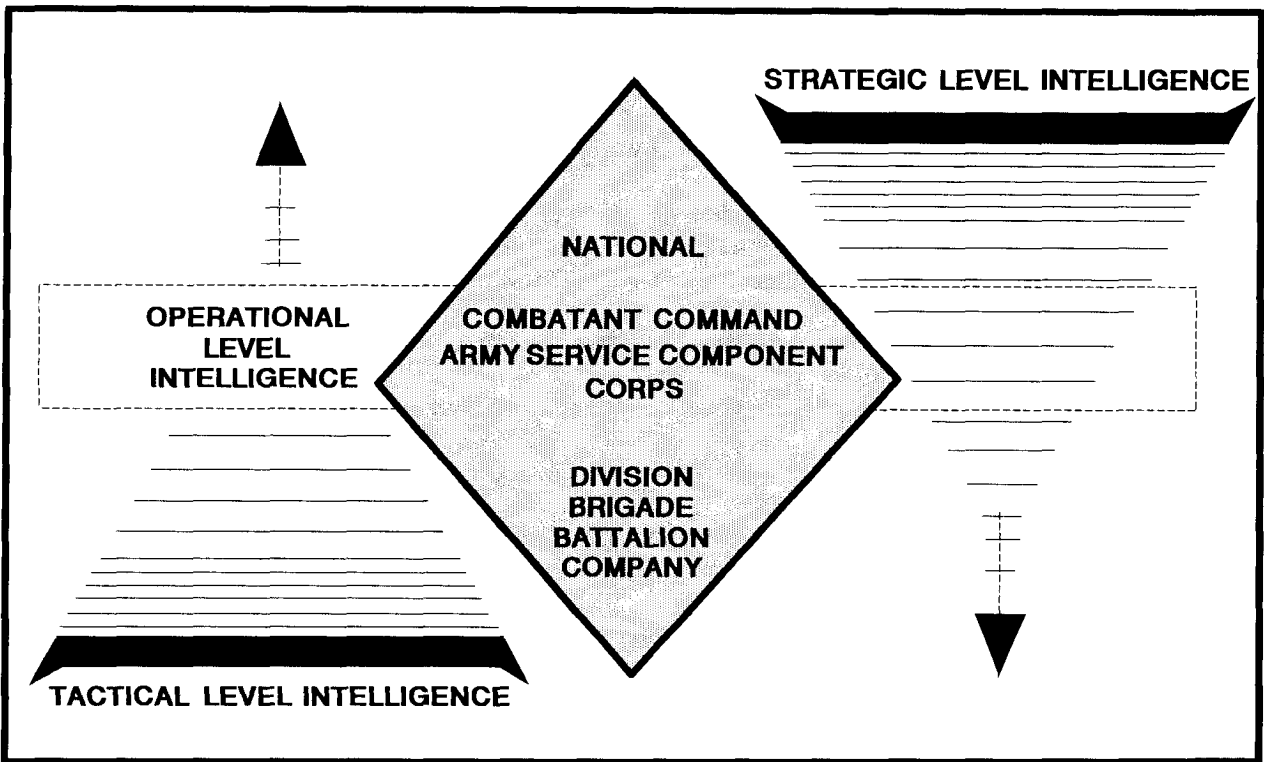 STRATEGIC LEVEL INTELLIGENCE
NATIONAL
OPERATIONAL
LEVEL
INTELLIGENCE
COMBATANT COMMAND
ARMY SERVICE COMPONENT
CORPS
DIVISION
BRIGADE
BATTALION
COMPANY
TACTICAL LEVEL INTELLIGENCE